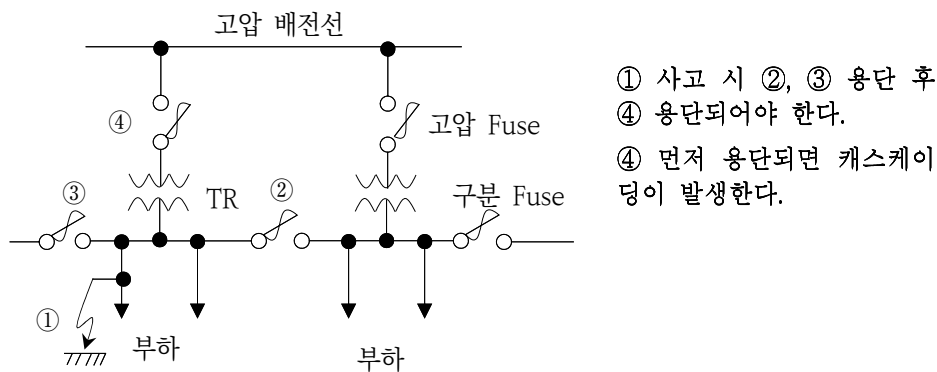 고압 배전선
① 사고 시 ②, ③ 용단 후
④ 용단되어야 한다.
④ 먼저 용단되면 캐스케이
딩이 발생한다.
④
고압 Fuse
③
TR
②
구분 Fuse
①
부하
부하